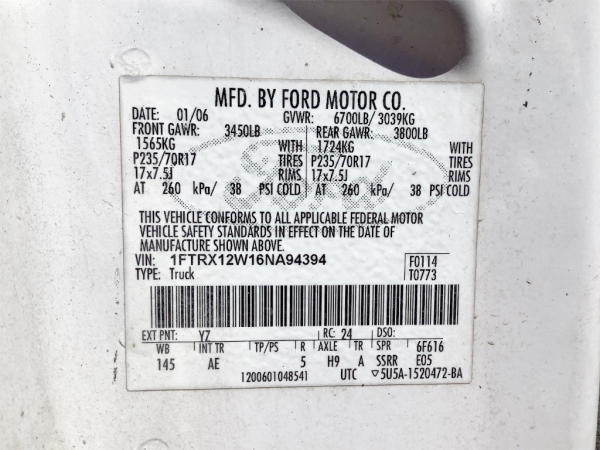 MFD. BY FORD MOTOR CO.
DATE: 01/06 GVWR: 6700LB/ 3039KG
FRONT GAWR: 3450LB REAR GAWR: 3800LB
1565KG WITH 1724KG WITH
P235/70R17 TIRES P235/70R17 TIRES
17x7.5J RIMS 17x7.5J RIMS
AT 260 kPa/ 38 PSI COLD AT 260 kPa/ 38 PSI COLD
Ford
THIS VEHICLE CONFORMS TO ALL APPLICABLE FEDERAL MOTOR
VEHICLE SAFETY STANDARDS IN EFFECT ON THE DATE OF
MANUFACTURE SHOWN ABOVE.
VIN: 1FTRX12W16NA94394 F0114
TYPE: Truck T0773
EXT PNT: YZ RC: 24 DSO:
WB INT TR TP/PS R AXLE TR SPR 6F616
145 AE 5 H9 A SSRR E05
1200601048541 UTC ▽5U5A-1520472-BA